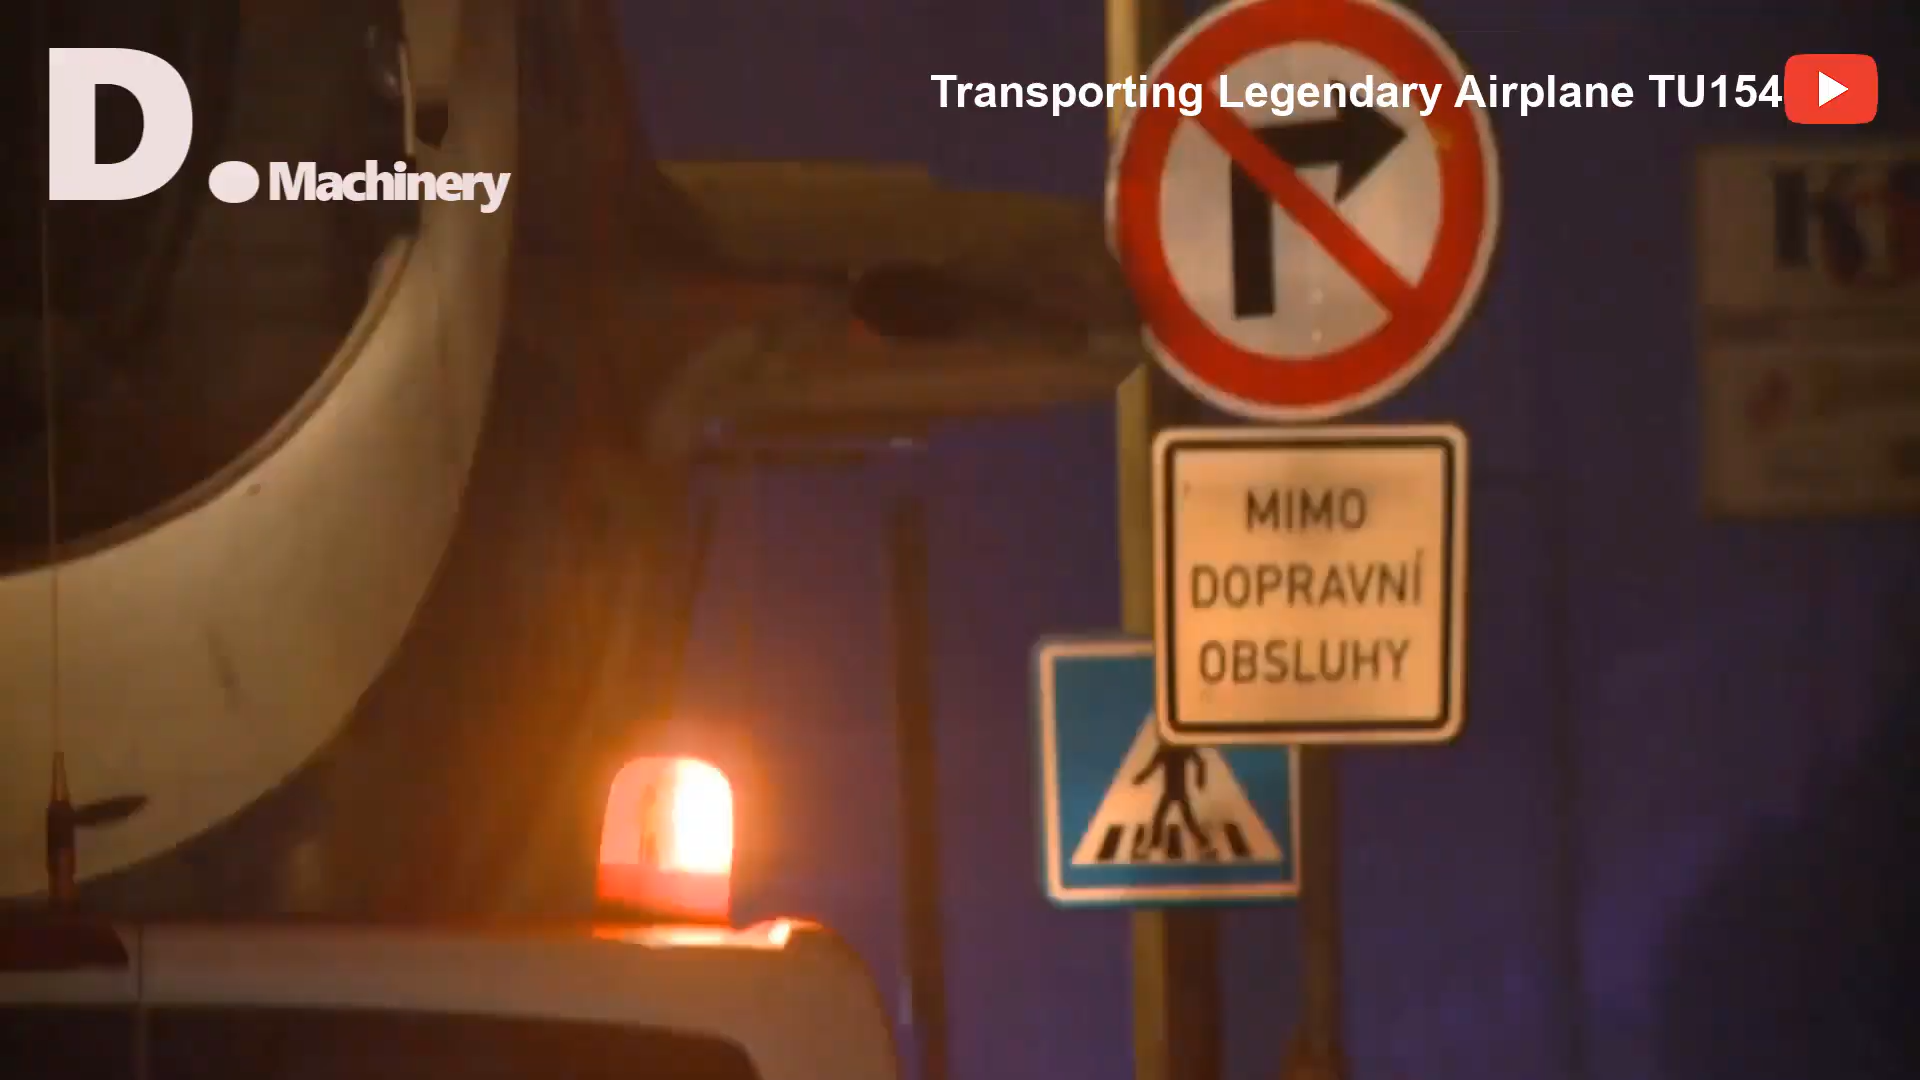 D.Machinery
Transporting Legendary Airplane TU154
MIMO
DOPRAVNÍ
OBSLUHY